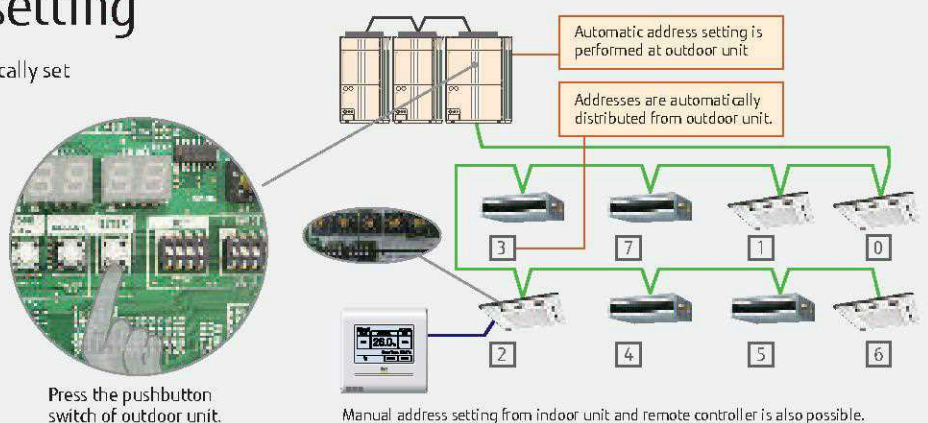 setting
cally set
Automatic address setting is
performed at outdoor unit
Addresses are automatically
distributed from outdoor unit.
3
7
1
0
2
4
5
6
28.0
Press the pushbutton
switch of outdoor unit.
Manual address setting from indoor unit and remote controller is also possible.